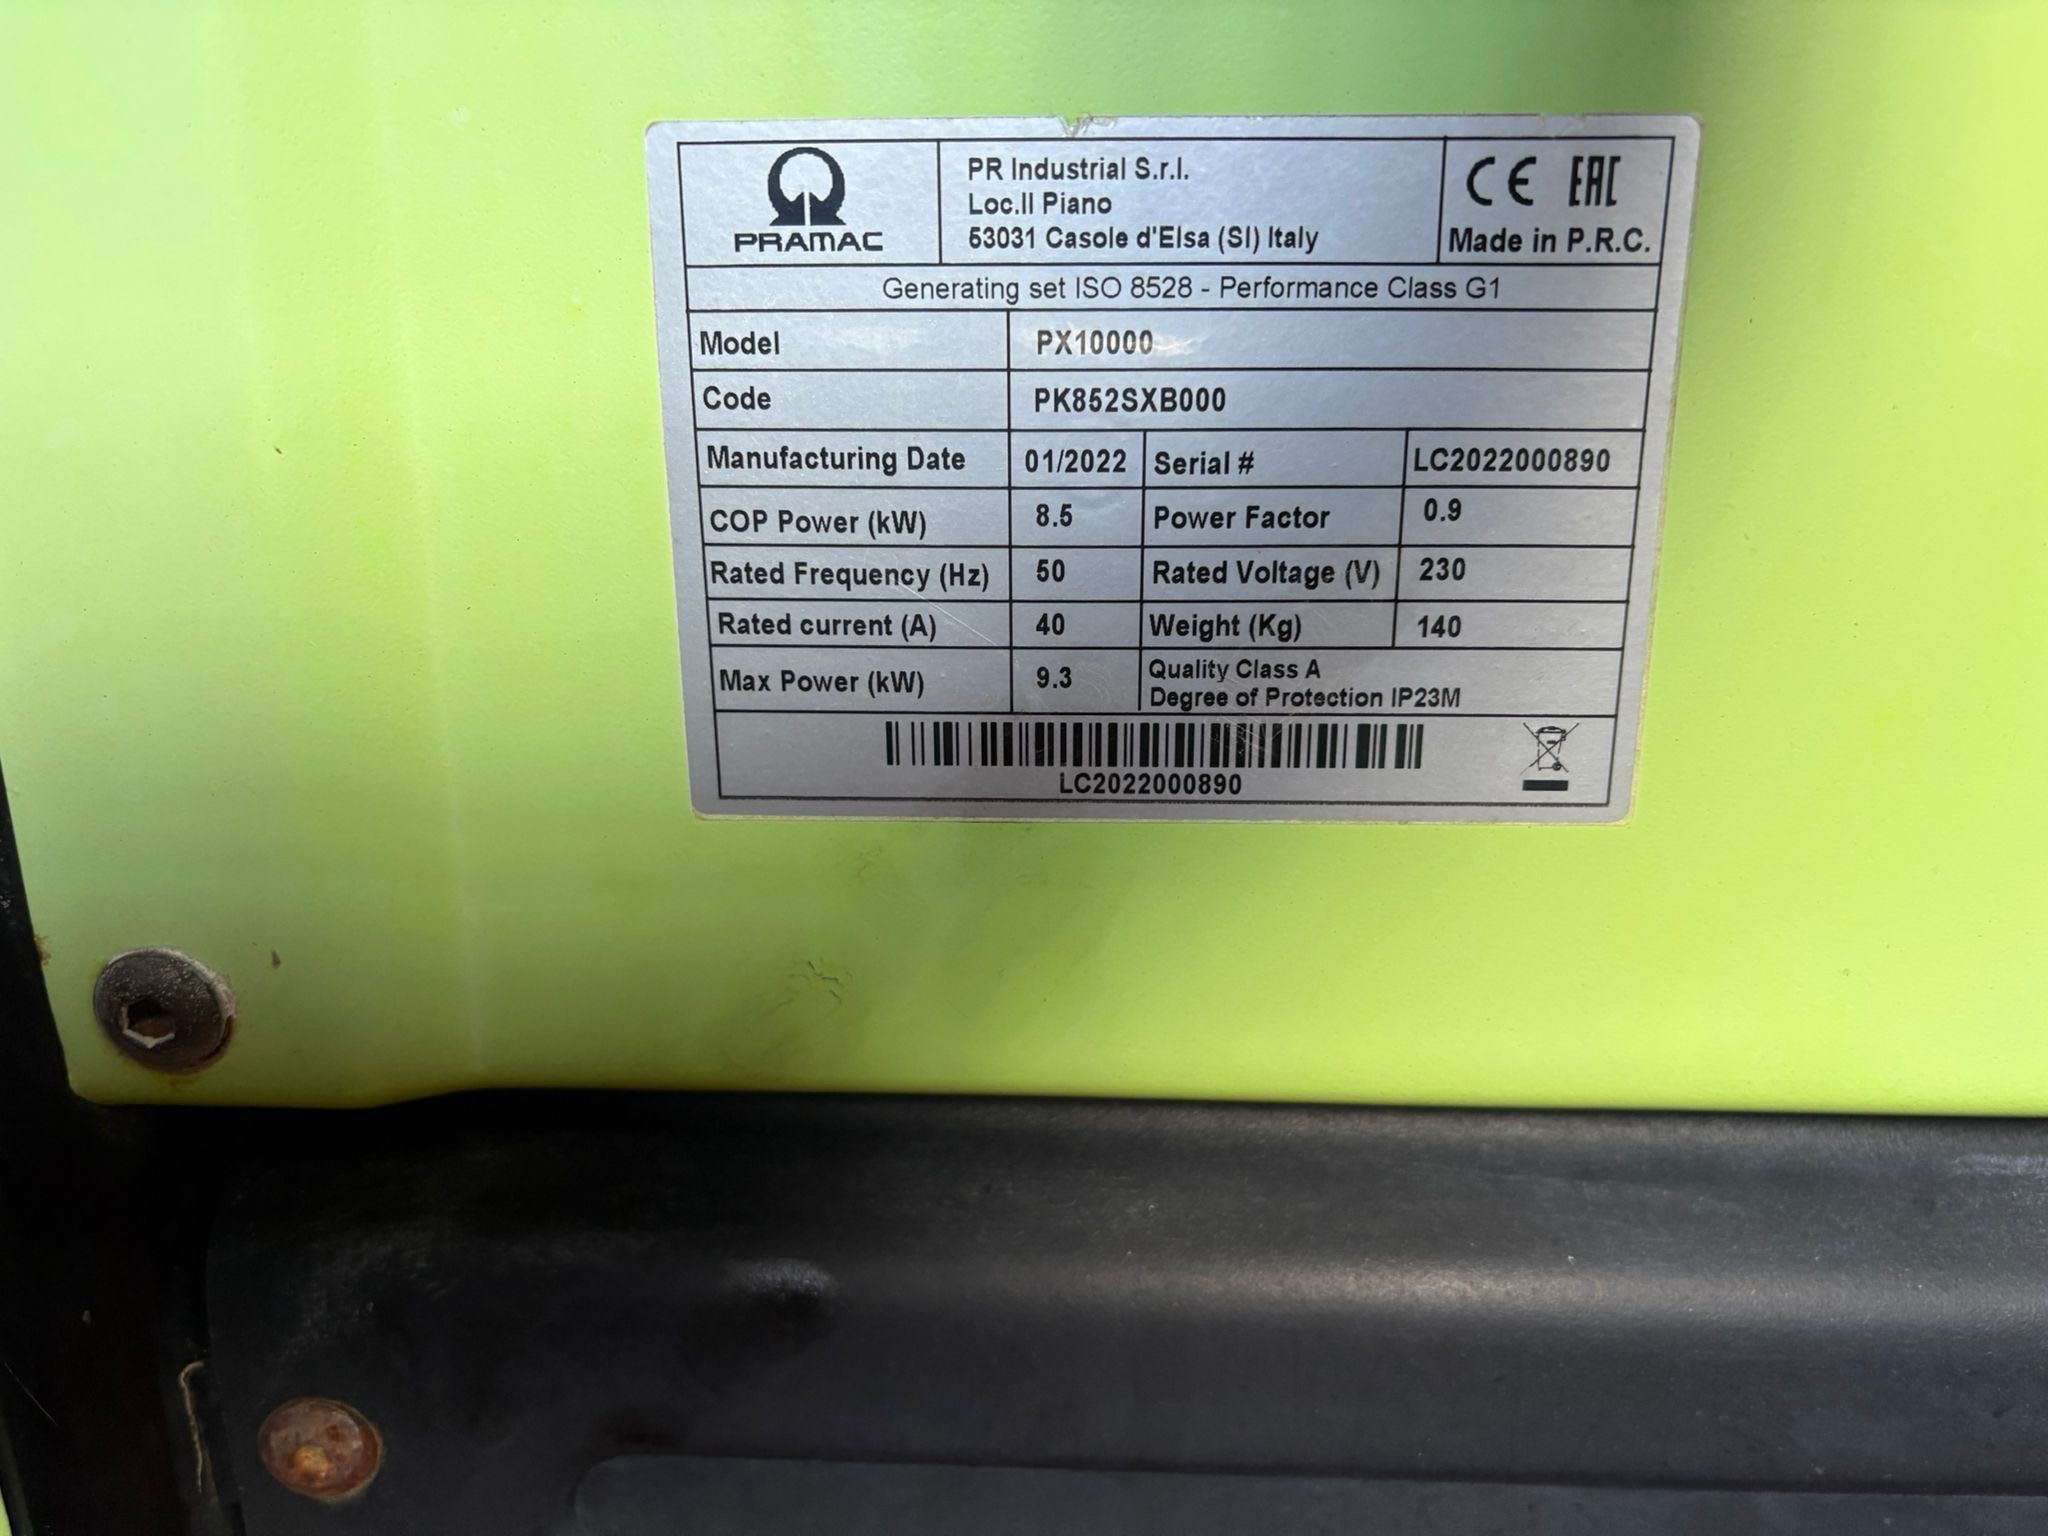 PRAMAC
PR Industrial S.r.l.
Loc.Il Piano
53031 Casole d'Elsa (SI) Italy
CE EAC
Made in P.R.C.
Generating set ISO 8528 - Performance Class G1
Model PX10000
Code PK852SXB000
Manufacturing Date 01/2022 Serial # LC2022000890
COP Power (kW) 8.5 Power Factor 0.9
Rated Frequency (Hz) 50 Rated Voltage (V) 230
Rated current (A) 40 Weight (Kg) 140
Max Power (kW) 9.3 Quality Class A
Degree of Protection IP23M
LC2022000890